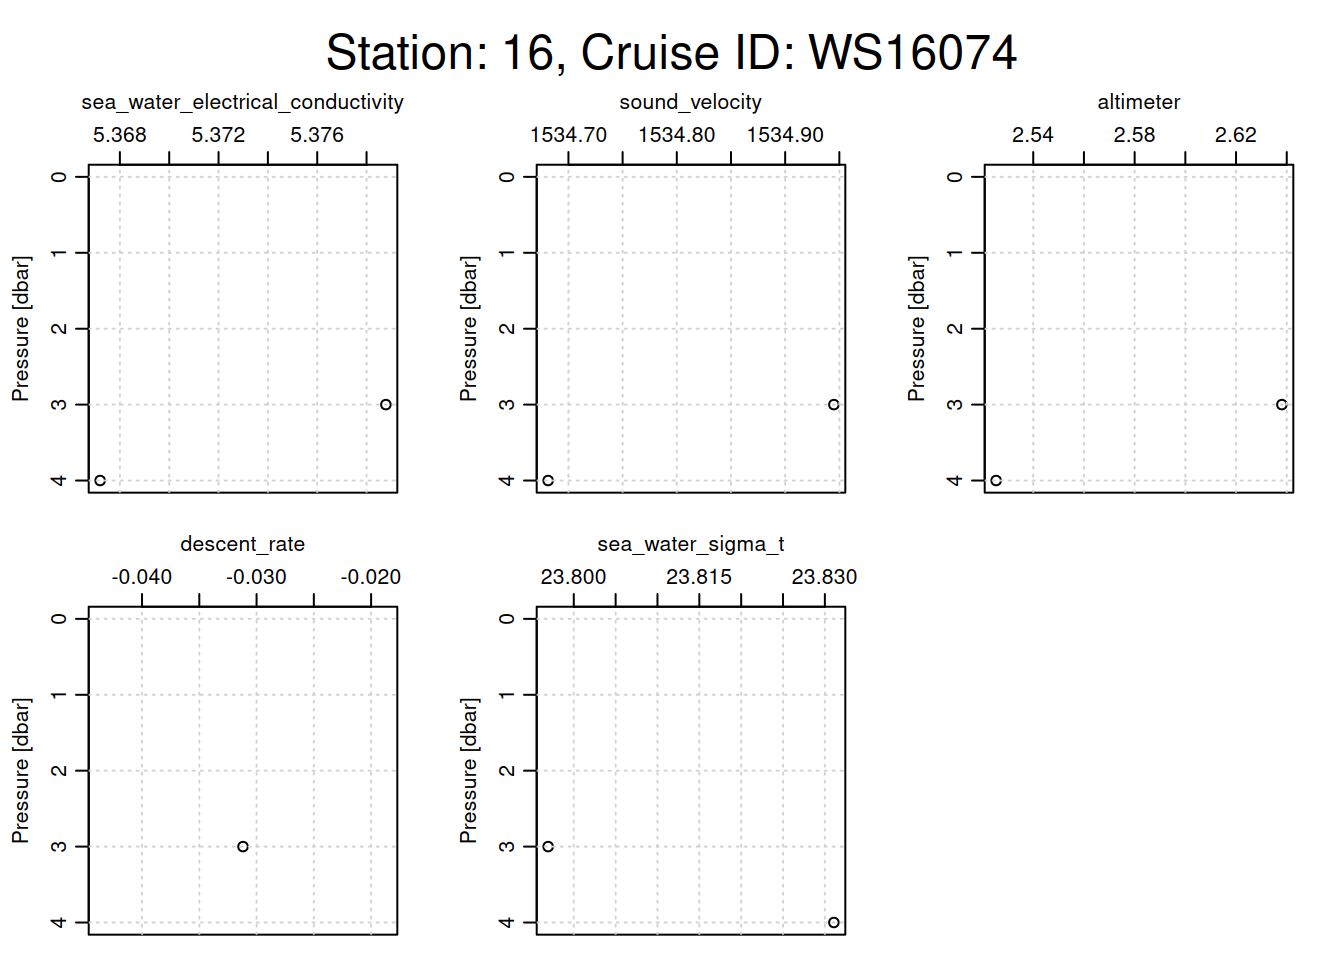 Station: 16, Cruise ID: WS16074
sea_water_electrical_conductivity
5.368 5.372 5.376
Pressure [dbar]
0
1
2
3
4
sound_velocity
1534.70 1534.80 1534.90
Pressure [dbar]
0
1
2
3
4
altimeter
2.54 2.58 2.62
Pressure [dbar]
0
1
2
3
4
descent_rate
-0.040 -0.030 -0.020
Pressure [dbar]
0
1
2
3
4
sea_water_sigma_t
23.800 23.815 23.830
Pressure [dbar]
0
1
2
3
4